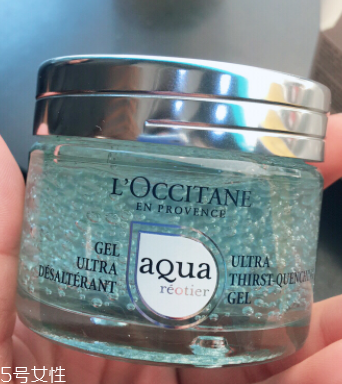 L'OCCITANE
EN PROVENCE
GEL
ULTRA
DÉSALTÉRANT
aqua
réotier
ULTRA
THIRST-QUENCHING
GEL
5号女性